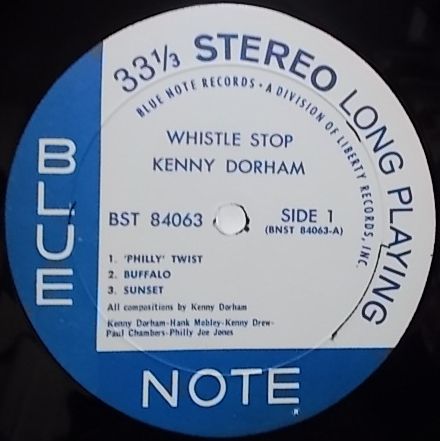 33⅓ STEREO LONG PLAYING
BLUE NOTE RECORDS • A DIVISION OF LIBERTY RECORDS, INC.
WHISTLE STOP
KENNY DORHAM
BST 84063
SIDE 1
(BNST 84063-A)
1. 'PHILLY' TWIST
2. BUFFALO
3. SUNSET
All compositions by Kenny Dorham
Kenny Dorham-Hank Mobley-Kenny Drew-
Paul Chambers-Philly Joe Jones
BLUE
NOTE